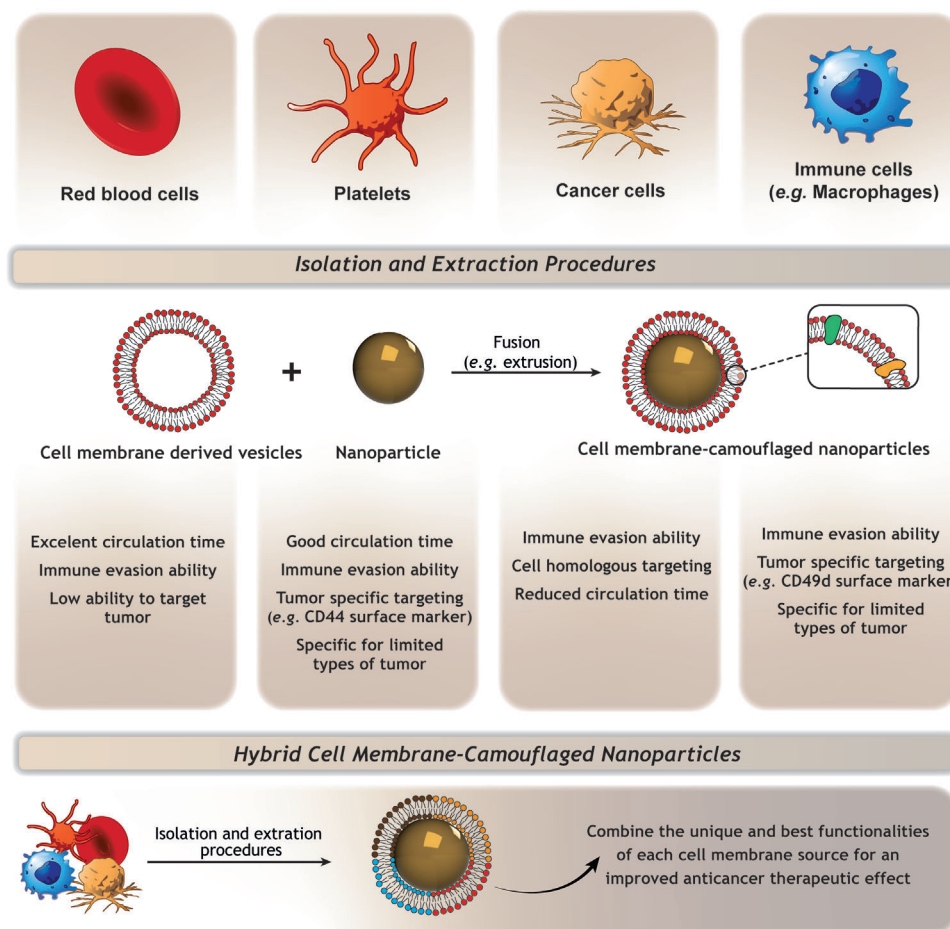 Red blood cells
Platelets
Cancer cells
Immune cells
(e.g. Macrophages)
Isolation and Extraction Procedures
+
Fusion
(e.g. extrusion)
Cell membrane derived vesicles
Nanoparticle
Cell membrane-camouflaged nanoparticles
Excelent circulation time
Immune evasion ability
Low ability to target
tumor
Good circulation time
Immune evasion ability
Tumor specific targeting
(e.g. CD44 surface marker)
Specific for limited
types of tumor
Immune evasion ability
Cell homologous targeting
Reduced circulation time
Immune evasion ability
Tumor specific targeting
(e.g. CD49d surface marker
Specific for limited
types of tumor
Hybrid Cell Membrane-Camouflaged Nanoparticles
Isolation and extration
procedures
Combine the unique and best functionalities
of each cell membrane source for an
improved anticancer therapeutic effect